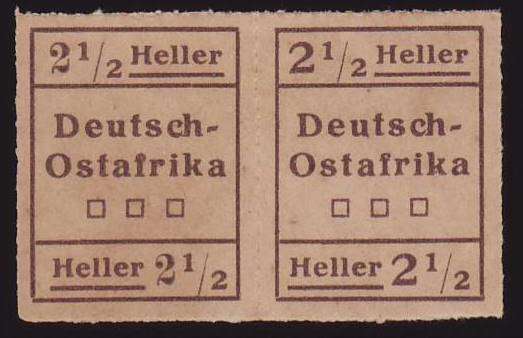 2 1/2 Heller
Deutsch-
Ostafrika
Heller 2 1/2
2 1/2 Heller
Deutsch-
Ostafrika
Heller 2 1/2